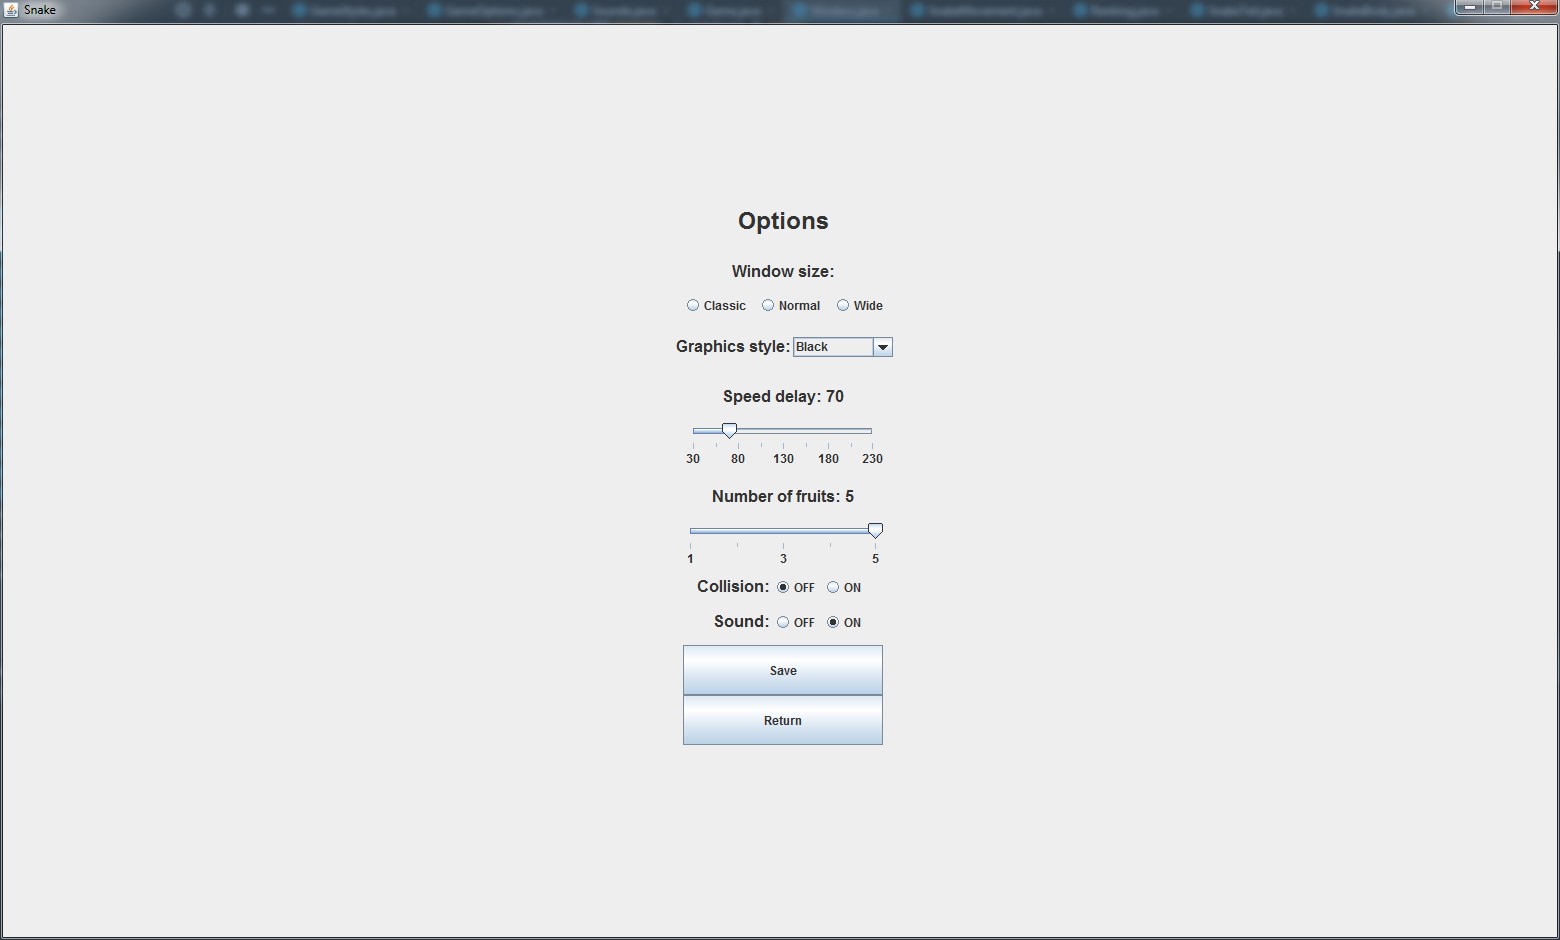 Snake
Options
Window size:
Classic Normal Wide
Graphics style: Black
Speed delay: 70
30 80 130 180 230
Number of fruits: 5
1 3 5
Collision: OFF ON
Sound: OFF ON
Save
Return